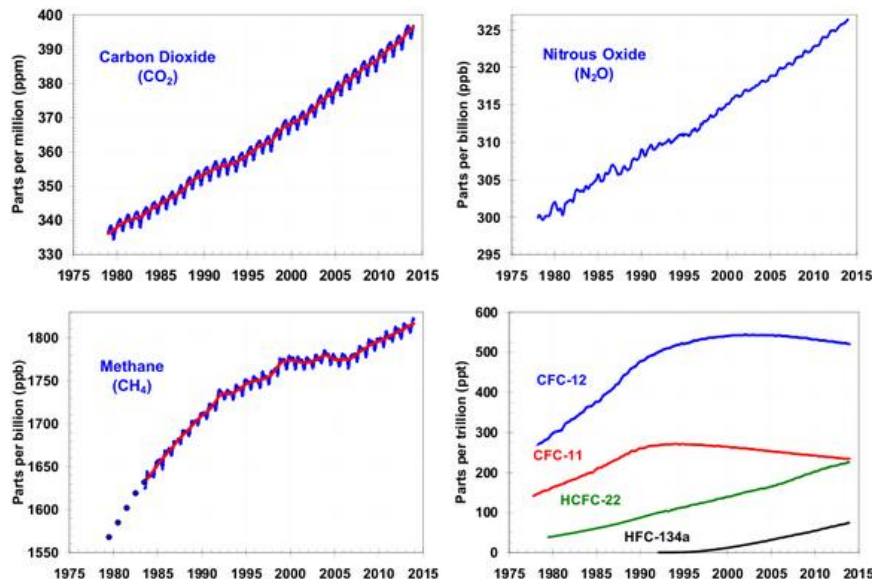 Carbon Dioxide
(CO₂)
Parts per million (ppm)
400
390
380
370
360
350
340
330
1975 1980 1985 1990 1995 2000 2005 2010 2015
Nitrous Oxide
(N₂O)
Parts per billion (ppb)
325
320
315
310
305
300
295
1975 1980 1985 1990 1995 2000 2005 2010 2015
Methane
(CH₄)
Parts per billion (ppb)
1800
1750
1700
1650
1600
1550
1975 1980 1985 1990 1995 2000 2005 2010 2015
Parts per trillion (ppt)
600
500
400
300
200
100
0
CFC-12
CFC-11
HCFC-22
HFC-134a
1975 1980 1985 1990 1995 2000 2005 2010 2015